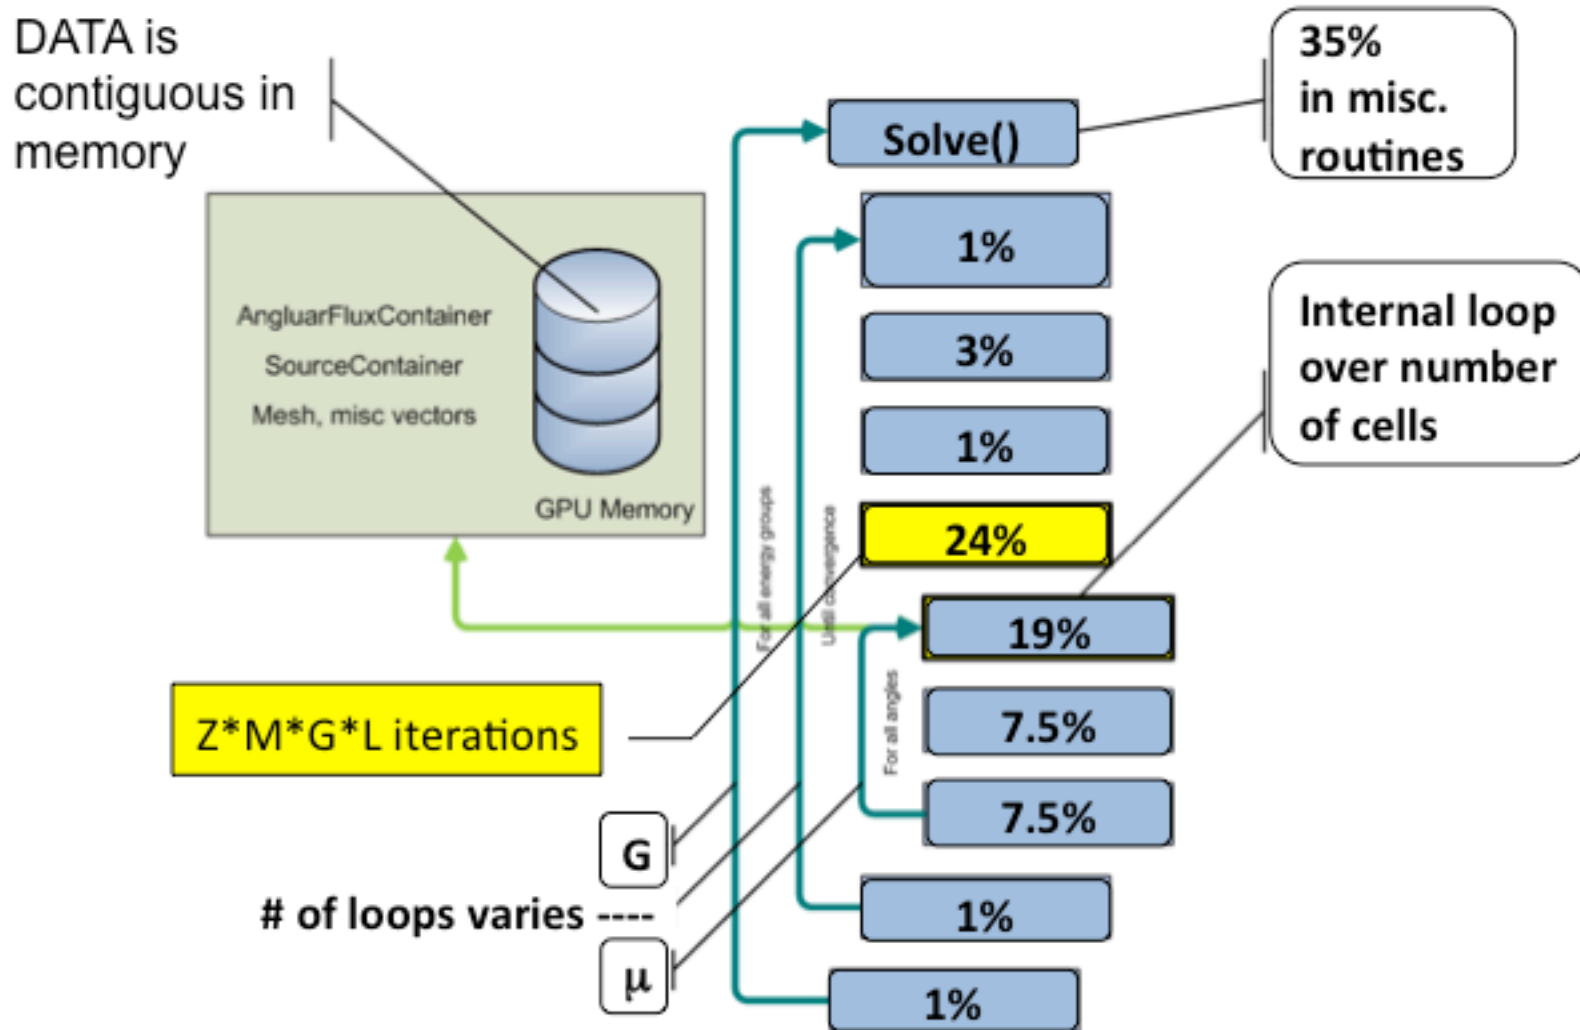 DATA is
contiguous in
memory
AngluarFluxContainer
SourceContainer
Mesh, misc vectors
GPU Memory
Solve()
35%
in misc.
routines
1%
3%
1%
24%
19%
7.5%
7.5%
1%
1%
Internal loop
over number
of cells
For all energy groups
Until convergence
For all angles
Z*M*G*L iterations
G
# of loops varies ----
μ